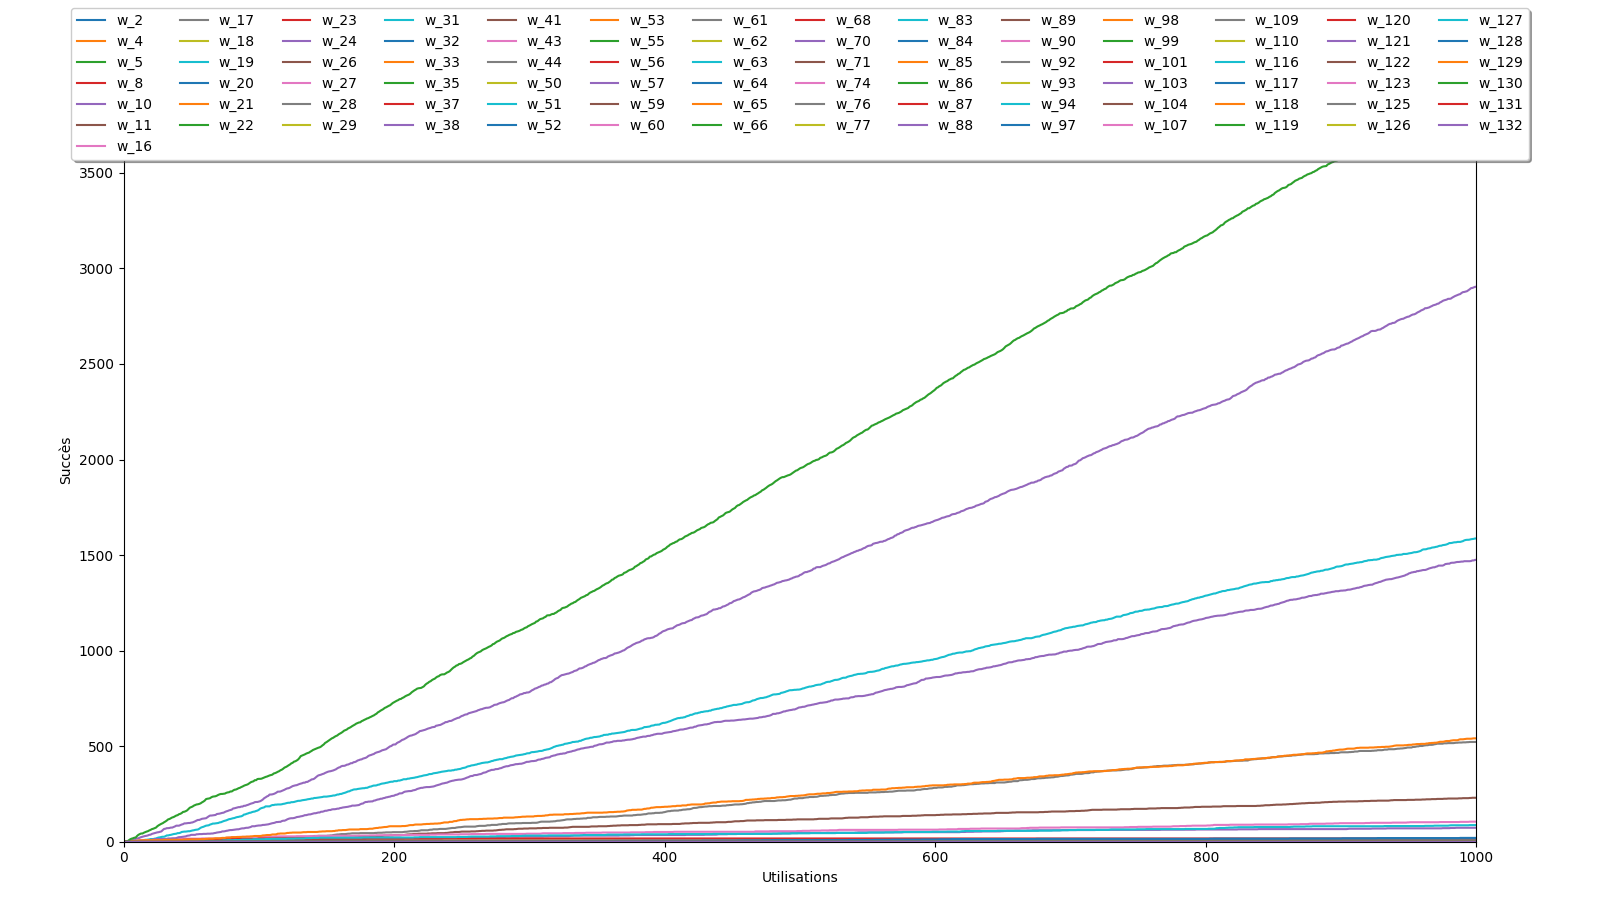 w_2 w_17 w_23 w_31 w_41 w_53 w_61 w_68 w_83 w_89 w_98 w_109 w_120 w_127
w_4 w_18 w_24 w_32 w_43 w_55 w_62 w_70 w_84 w_90 w_99 w_110 w_121 w_128
w_5 w_19 w_26 w_33 w_44 w_56 w_63 w_71 w_85 w_92 w_101 w_116 w_122 w_129
w_8 w_20 w_27 w_35 w_50 w_57 w_64 w_74 w_86 w_93 w_103 w_117 w_123 w_130
w_10 w_21 w_28 w_37 w_51 w_59 w_65 w_76 w_87 w_94 w_104 w_118 w_125 w_131
w_11 w_22 w_29 w_38 w_52 w_60 w_66 w_77 w_88 w_97 w_107 w_119 w_126 w_132
w_16
3500
3000
2500
2000
Succès
1500
1000
500
0
0 200 400 600 800 1000
Utilisations